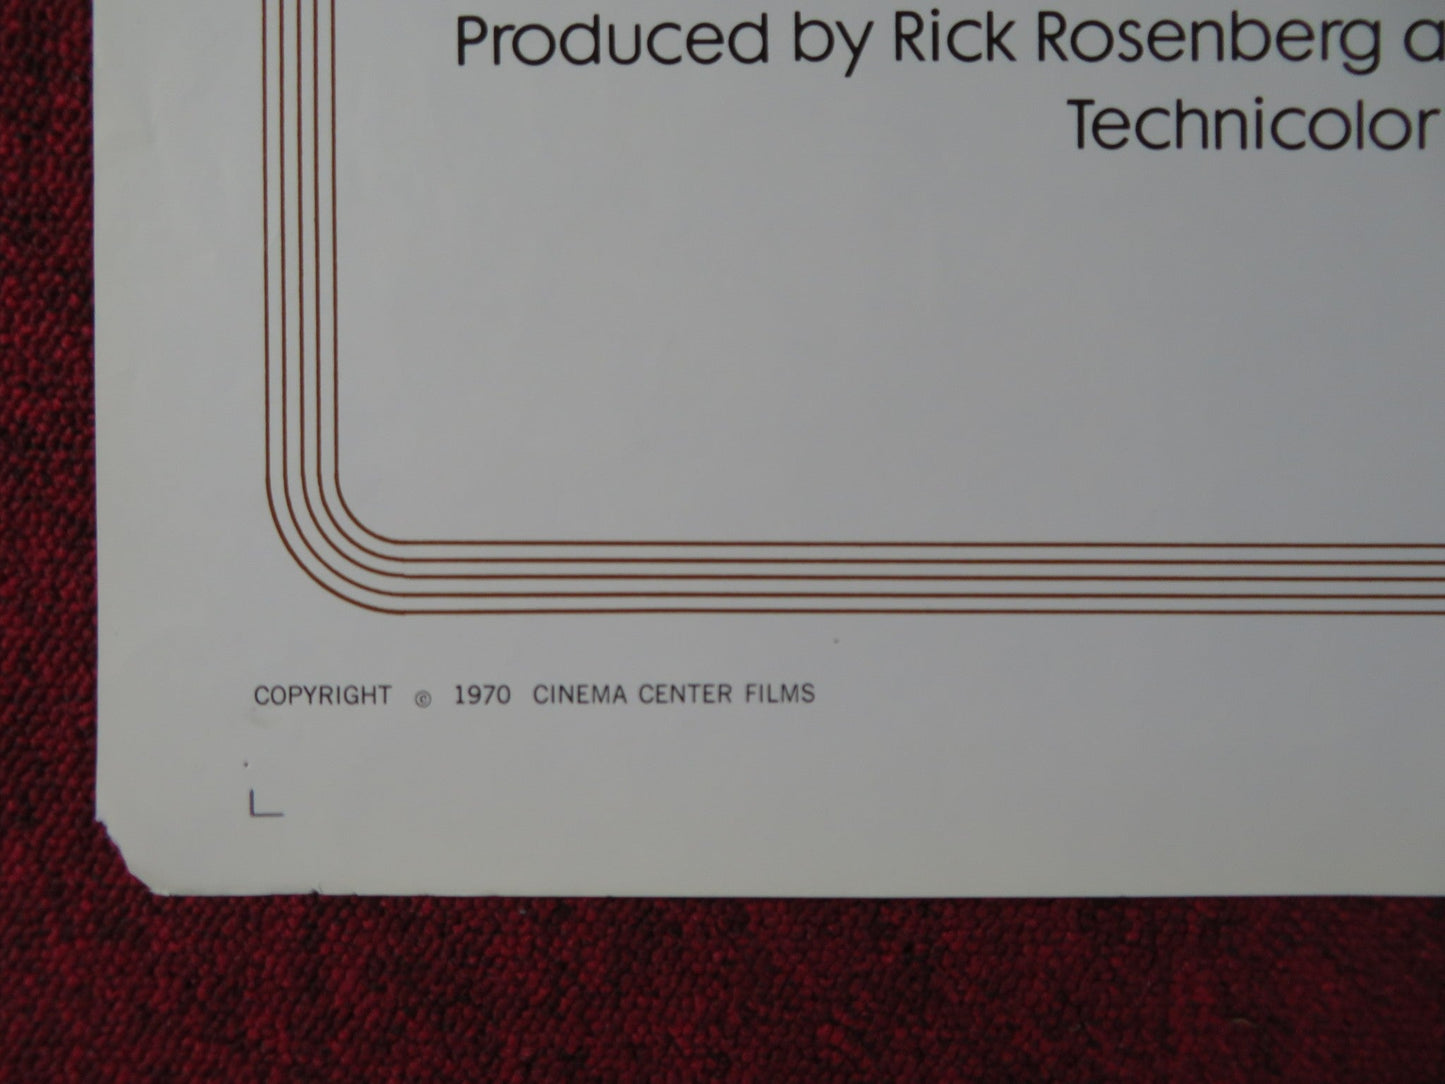 Produced by Rick Rosenberg a
Technicolor
COPYRIGHT © 1970 CINEMA CENTER FILMS